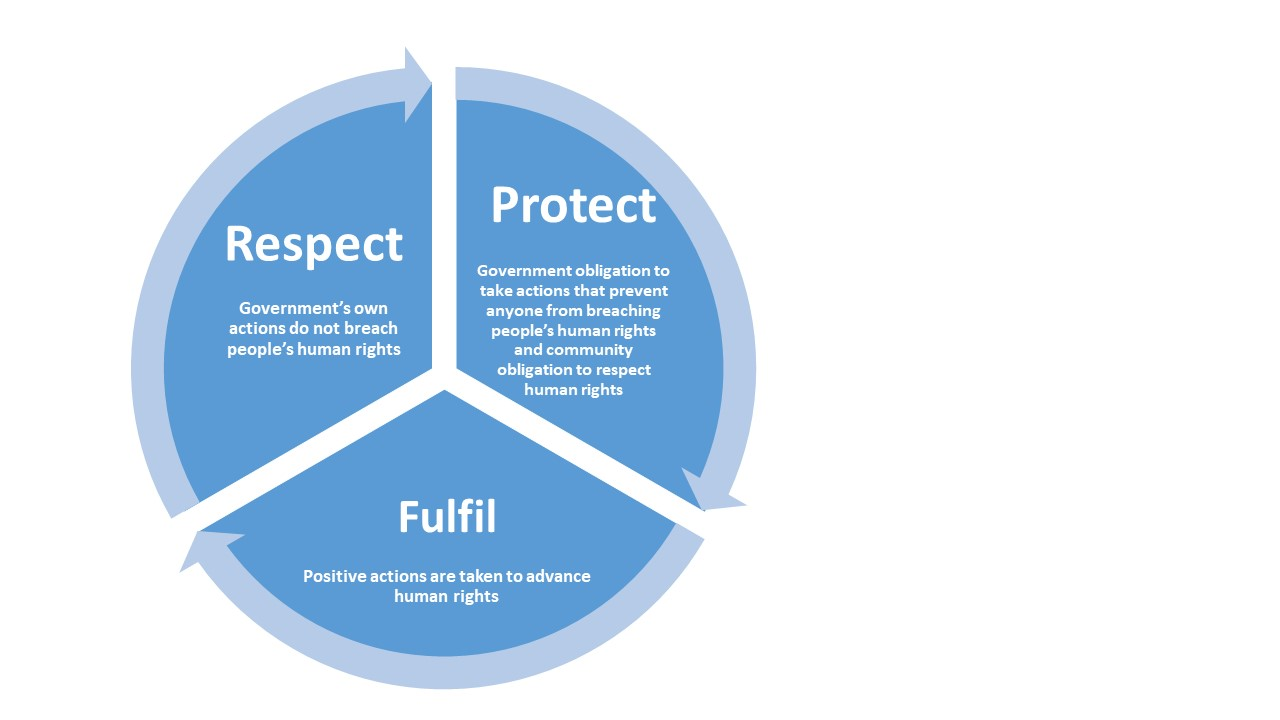 Respect
Government’s own
actions do not breach
people’s human rights
Protect
Government obligation to
take actions that prevent
anyone from breaching
people’s human rights
and community
obligation to respect
human rights
Fulfil
Positive actions are taken to advance
human rights